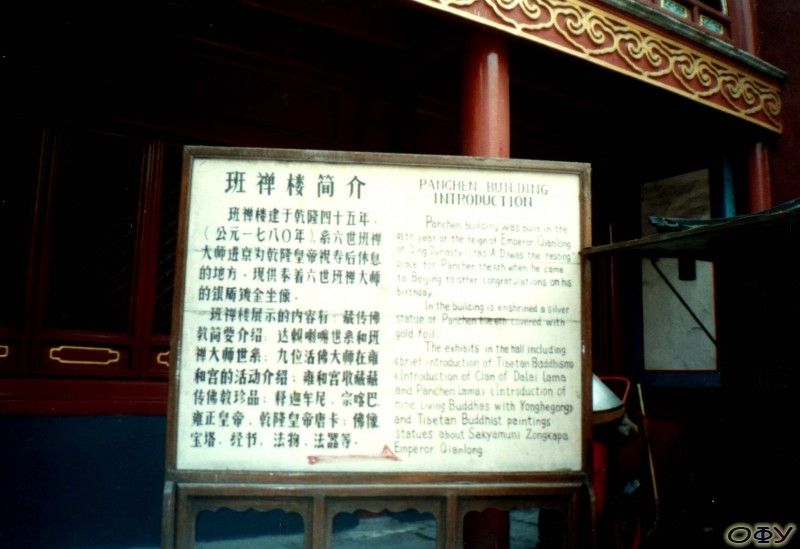 班禅楼简介
班禅楼建于乾隆四十五年,
(公元一七八〇年),系六世班禅
大师进京为乾隆皇帝祝寿后休息
的地方。现供奉着六世班禅大师
的银质镀金坐像。
班禅楼展示的内容有:藏传佛
教简要介绍;达赖喇嘛世系和班
禅大师世系;九位活佛大师在雍
和宫的活动介绍;雍和宫收藏藏
传佛教珍品:释迦牟尼、宗喀巴
雍正皇帝、乾隆皇帝唐卡;佛像
宝塔、经书、法物、法器等。
PANCHEN BUILDING
INTRODUCTION
Panchen building was built in the
45th year of the reign of Emperor Qianlong
of Qing Dynasty A.D was the testing
place for Panchen the 6th when he came
to Beijing to offer congratulations on his
birthday.
In the building is enshrined a silver
statue of Panchen the 6th covered with
gold foil.
The exhibits in the hall including
brief introduction of Tibetan Baddhisms
Introduction of Clan of Dalai Lama
and Panchen Lama; Introduction of
nine Living Buddhas with Yonghegong;
and Tibetan Buddhist paintings
statues about Sakyamuni Zongkapa
Emperor Qianlong.
ОФУ